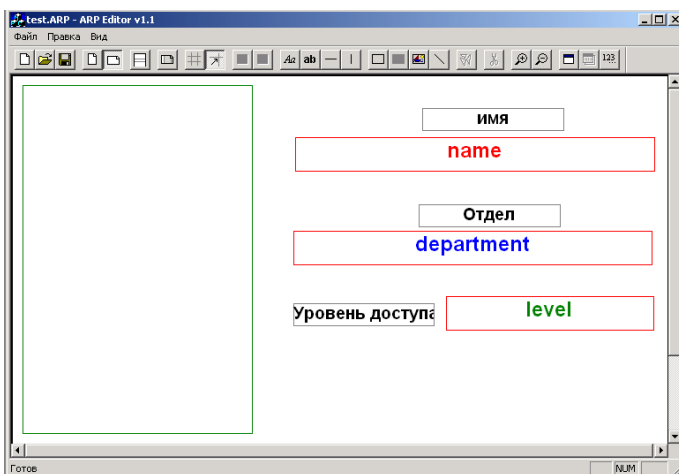 test.ARP - ARP Editor v1.1
Файл Правка Вид
Aa ab 123
имя
name
Отдел
department
Уровень доступа
level
Готов
NUM